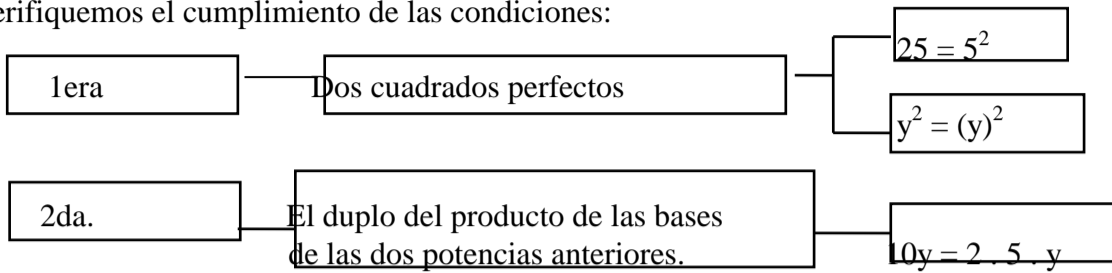 erifiquemos el cumplimiento de las condiciones:
1era
Dos cuadrados perfectos
25 = 5²
y² = (y)²
2da.
El duplo del producto de las bases
de las dos potencias anteriores.
10y = 2 . 5 . y